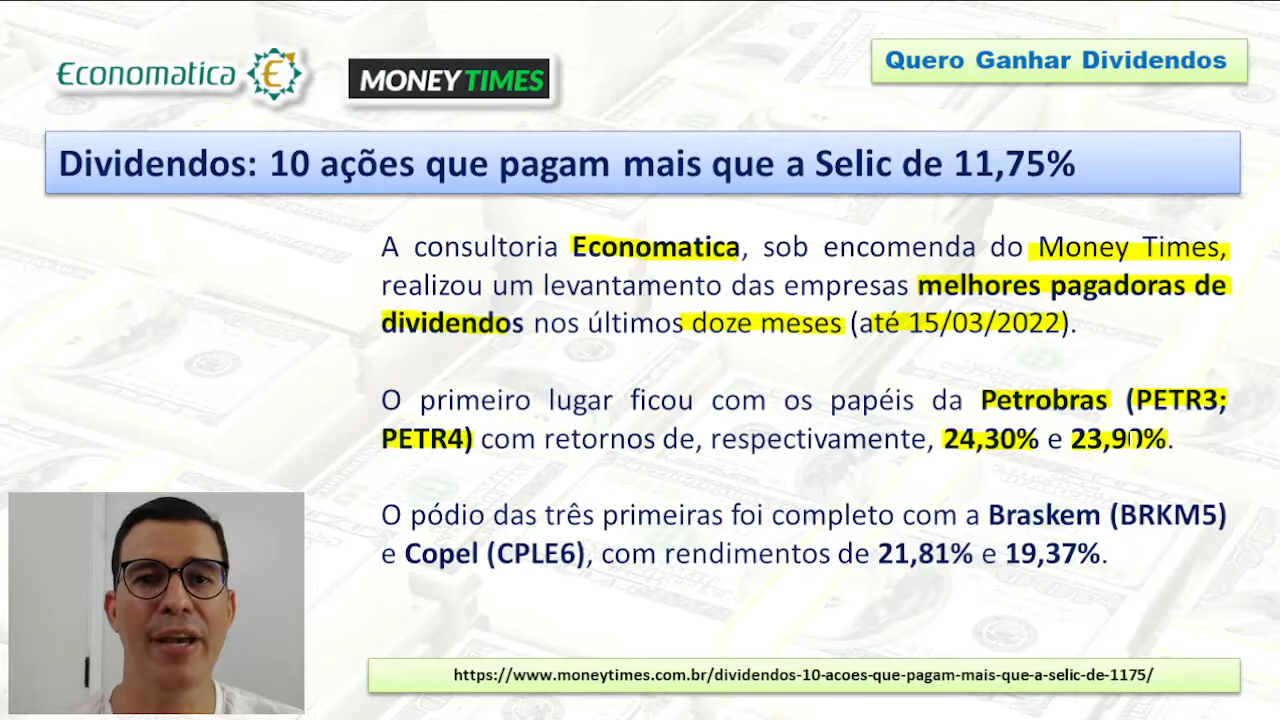 Economatica
MONEY TIMES
Quero Ganhar Dividendos
Dividendos: 10 ações que pagam mais que a Selic de 11,75%
A consultoria Economatica, sob encomenda do Money Times,
realizou um levantamento das empresas melhores pagadoras de
dividendos nos últimos doze meses (até 15/03/2022).
O primeiro lugar ficou com os papéis da Petrobras (PETR3;
PETR4) com retornos de, respectivamente, 24,30% e 23,90%.
O pódio das três primeiras foi completo com a Braskem (BRKM5)
e Copel (CPLE6), com rendimentos de 21,81% e 19,37%.
https://www.moneytimes.com.br/dividendos-10-acoes-que-pagam-mais-que-a-selic-de-1175/